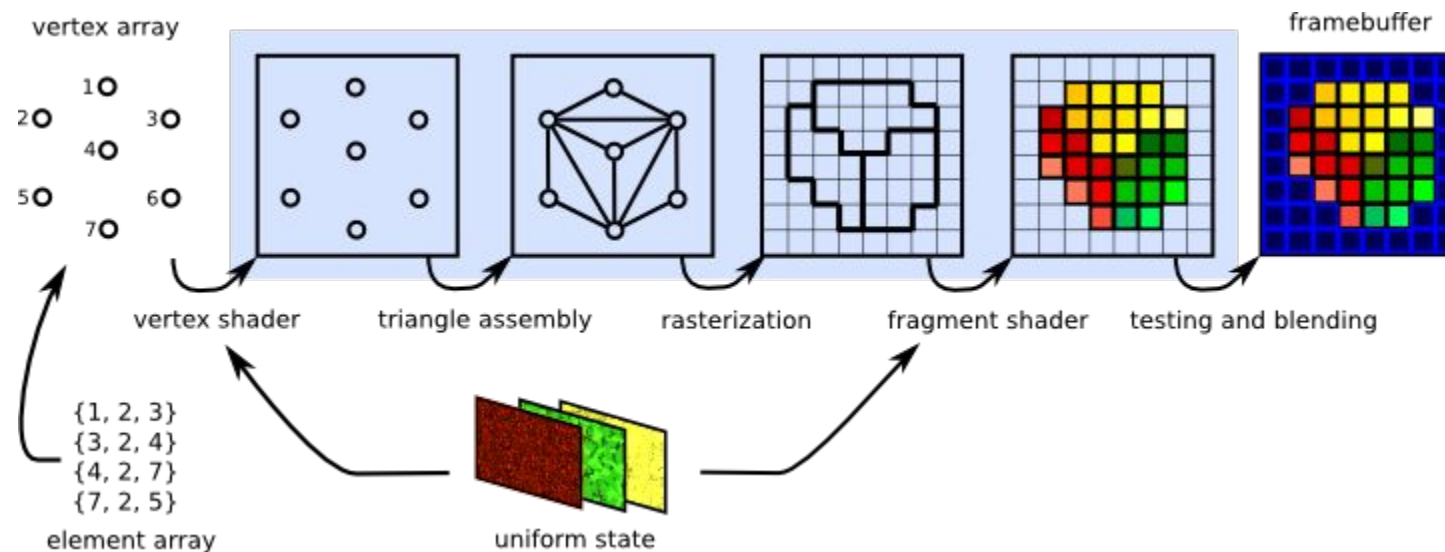 vertex array
framebuffer
1
2
3
4
5
6
7
vertex shader
triangle assembly
rasterization
fragment shader
testing and blending
{1, 2, 3}
{3, 2, 4}
{4, 2, 7}
{7, 2, 5}
element array
uniform state